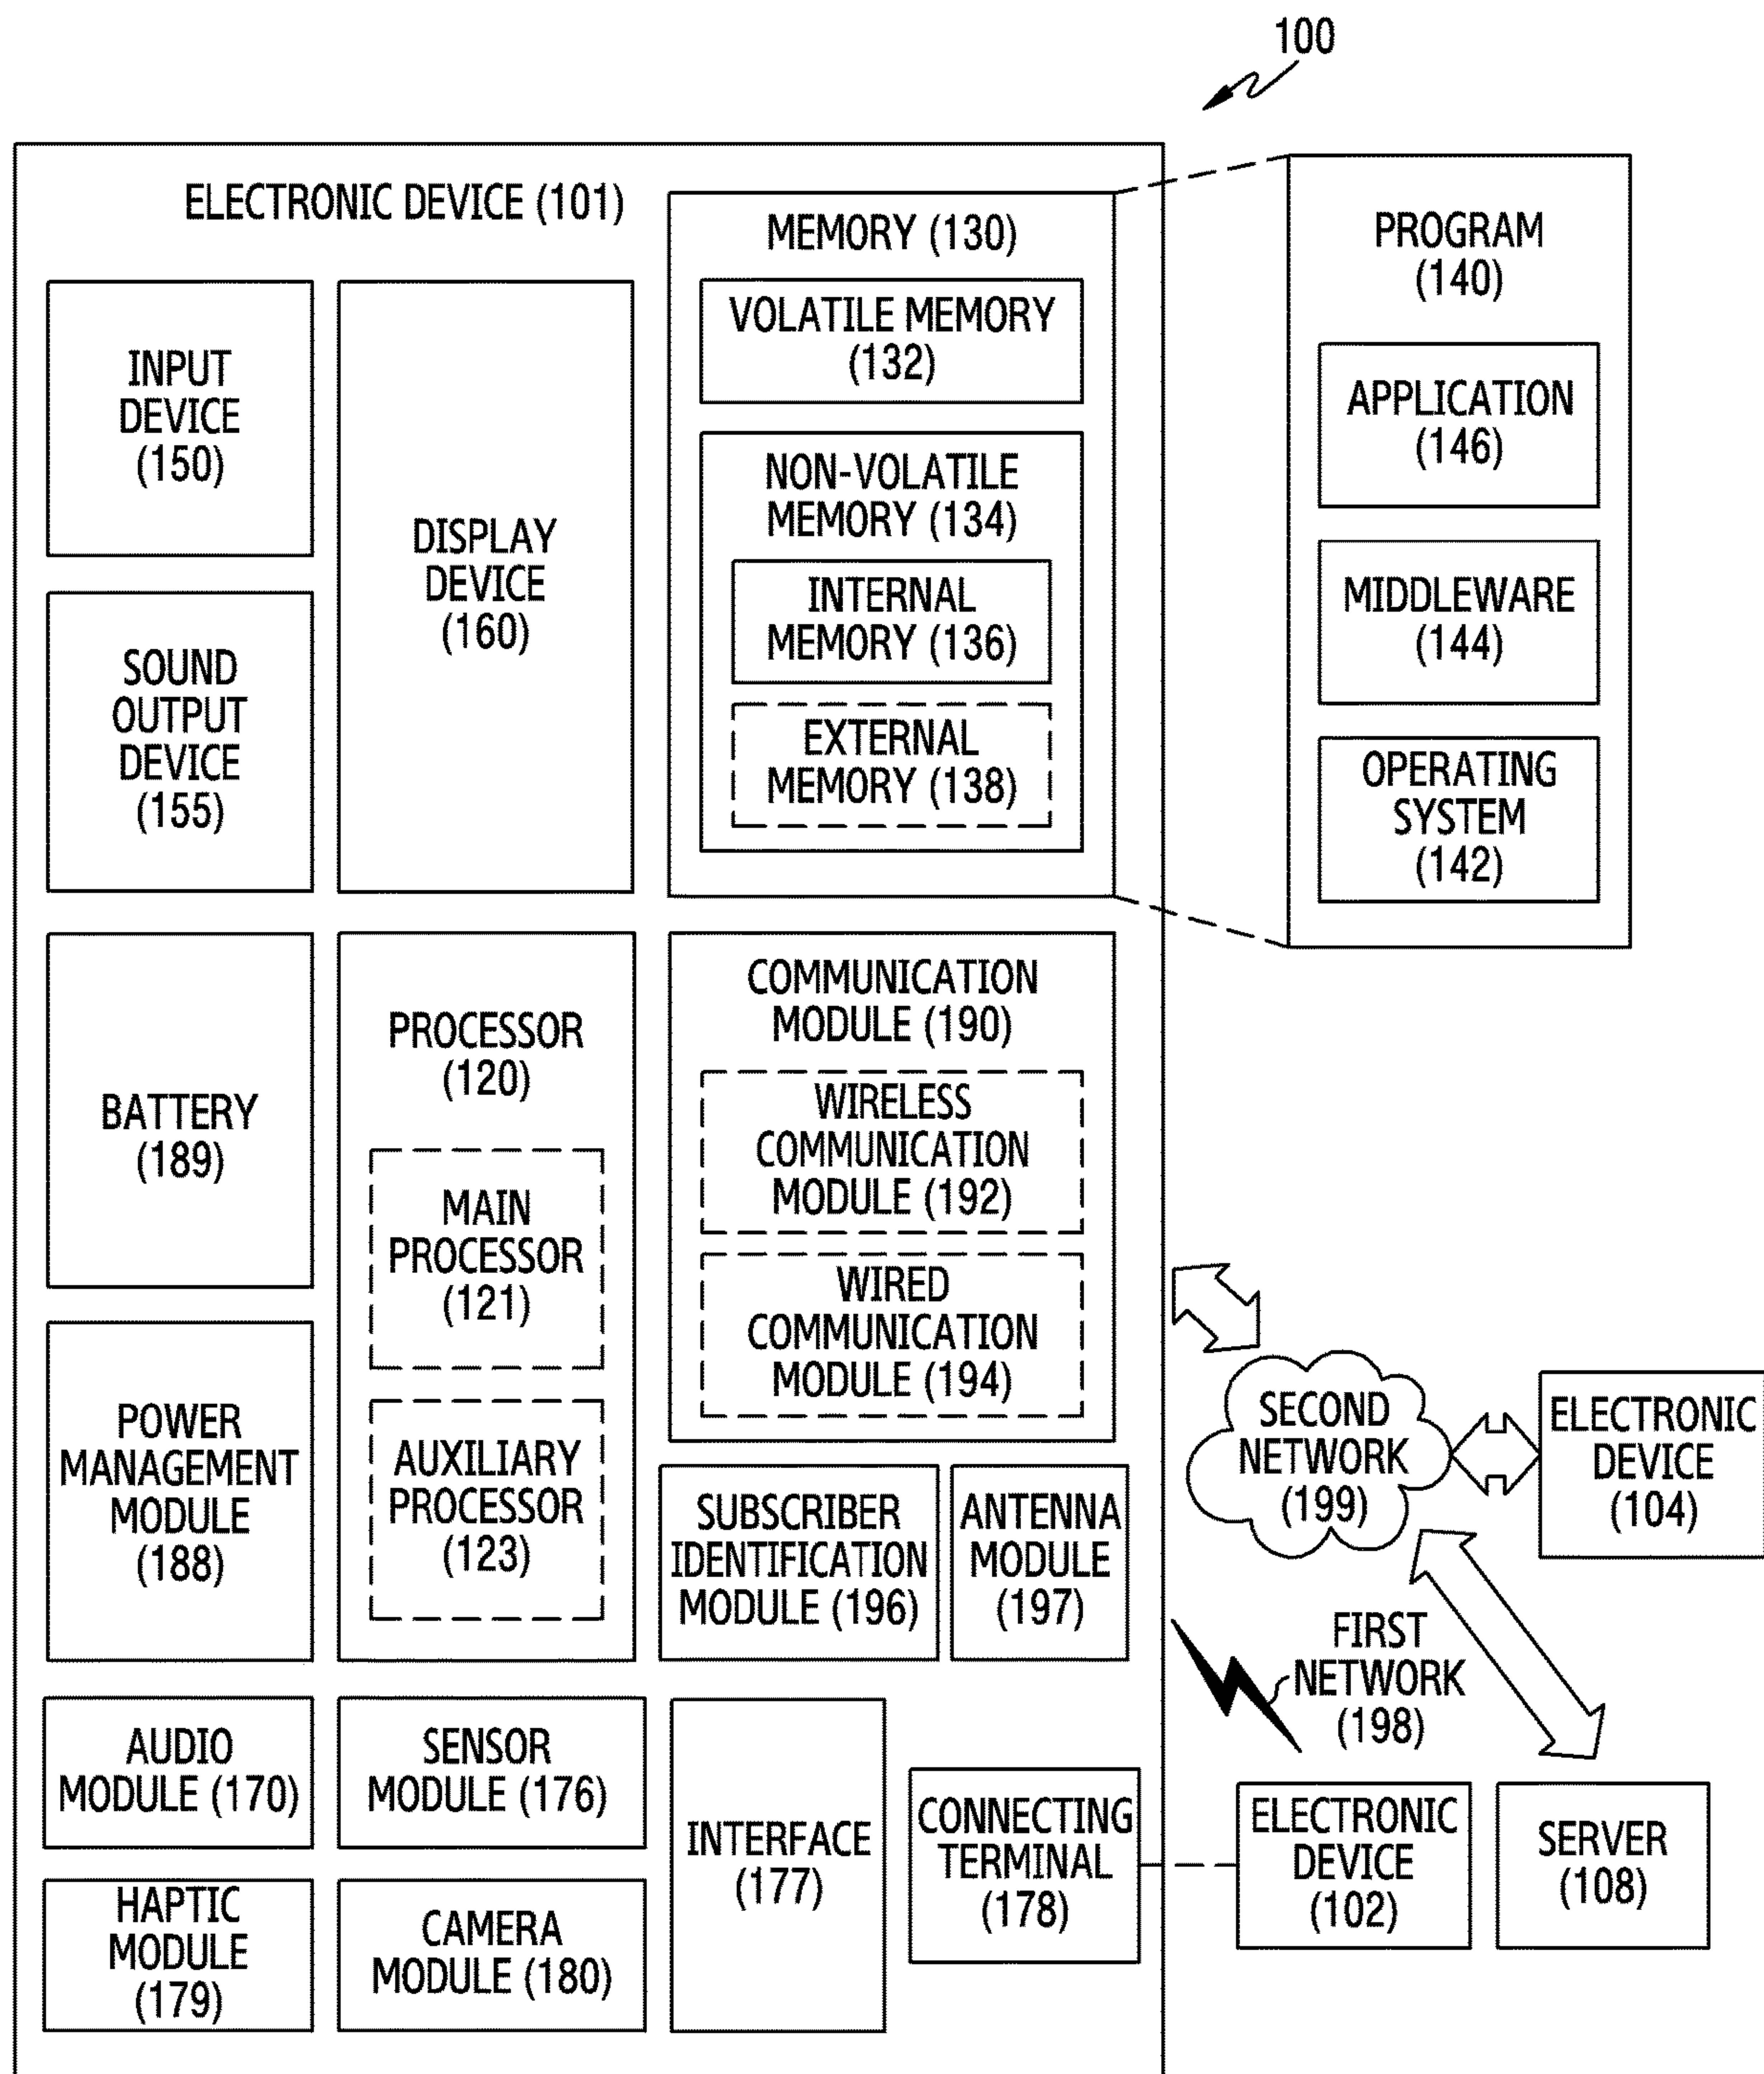 100
ELECTRONIC DEVICE (101)
INPUT
DEVICE
(150)
SOUND
OUTPUT
DEVICE
(155)
DISPLAY
DEVICE
(160)
MEMORY (130)
VOLATILE MEMORY
(132)
NON-VOLATILE
MEMORY (134)
INTERNAL
MEMORY (136)
EXTERNAL
MEMORY (138)
PROGRAM
(140)
APPLICATION
(146)
MIDDLEWARE
(144)
OPERATING
SYSTEM
(142)
BATTERY
(189)
POWER
MANAGEMENT
MODULE
(188)
PROCESSOR
(120)
MAIN
PROCESSOR
(121)
AUXILIARY
PROCESSOR
(123)
COMMUNICATION
MODULE (190)
WIRELESS
COMMUNICATION
MODULE (192)
WIRED
COMMUNICATION
MODULE (194)
SUBSCRIBER
IDENTIFICATION
MODULE (196)
ANTENNA
MODULE
(197)
SECOND
NETWORK
(199)
ELECTRONIC
DEVICE
(104)
FIRST
NETWORK
(198)
AUDIO
MODULE (170)
SENSOR
MODULE (176)
HAPTIC
MODULE
(179)
CAMERA
MODULE (180)
INTERFACE
(177)
CONNECTING
TERMINAL
(178)
ELECTRONIC
DEVICE
(102)
SERVER
(108)